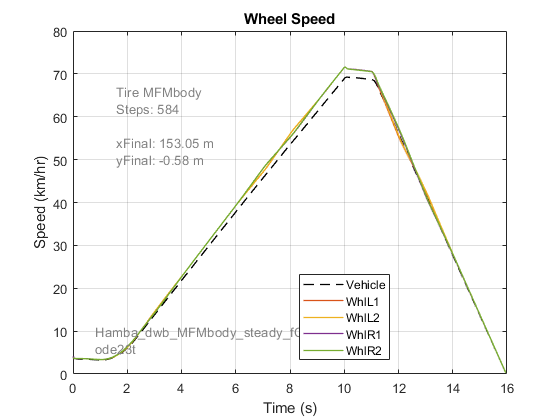 Wheel Speed
80
70
60
50
40
30
20
10
0
Speed (km/hr)
Tire MFMbody
Steps: 584
xFinal: 153.05 m
yFinal: -0.58 m
Hamba_dwb_MFMbody_steady_f
ode23t
Vehicle
WhlL1
WhlL2
WhlR1
WhlR2
0 2 4 6 8 10 12 14 16
Time (s)